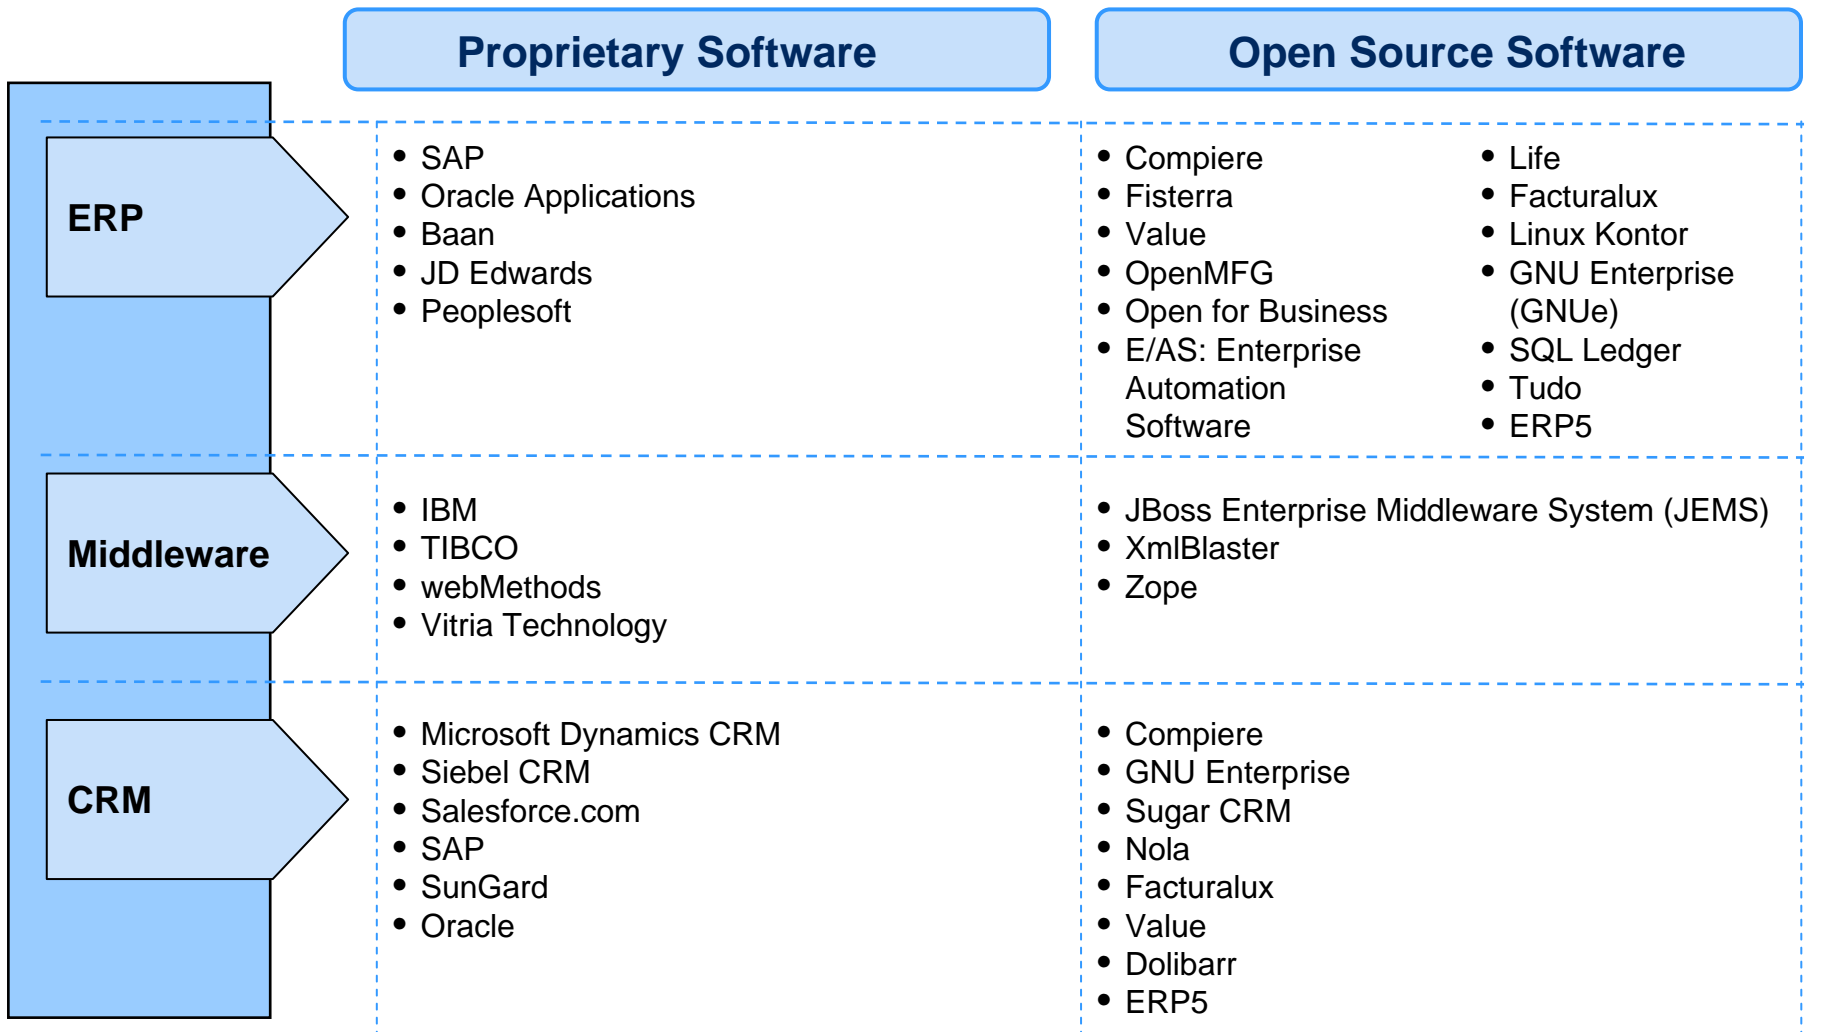 Proprietary Software
Open Source Software
ERP
• SAP
• Oracle Applications
• Baan
• JD Edwards
• Peoplesoft
• Compiere
• Fisterra
• Value
• OpenMFG
• Open for Business
• E/AS: Enterprise
Automation
Software
• Life
• Facturalux
• Linux Kontor
• GNU Enterprise
(GNUe)
• SQL Ledger
• Tudo
• ERP5
Middleware
• IBM
• TIBCO
• webMethods
• Vitria Technology
• JBoss Enterprise Middleware System (JEMS)
• XmlBlaster
• Zope
CRM
• Microsoft Dynamics CRM
• Siebel CRM
• Salesforce.com
• SAP
• SunGard
• Oracle
• Compiere
• GNU Enterprise
• Sugar CRM
• Nola
• Facturalux
• Value
• Dolibarr
• ERP5